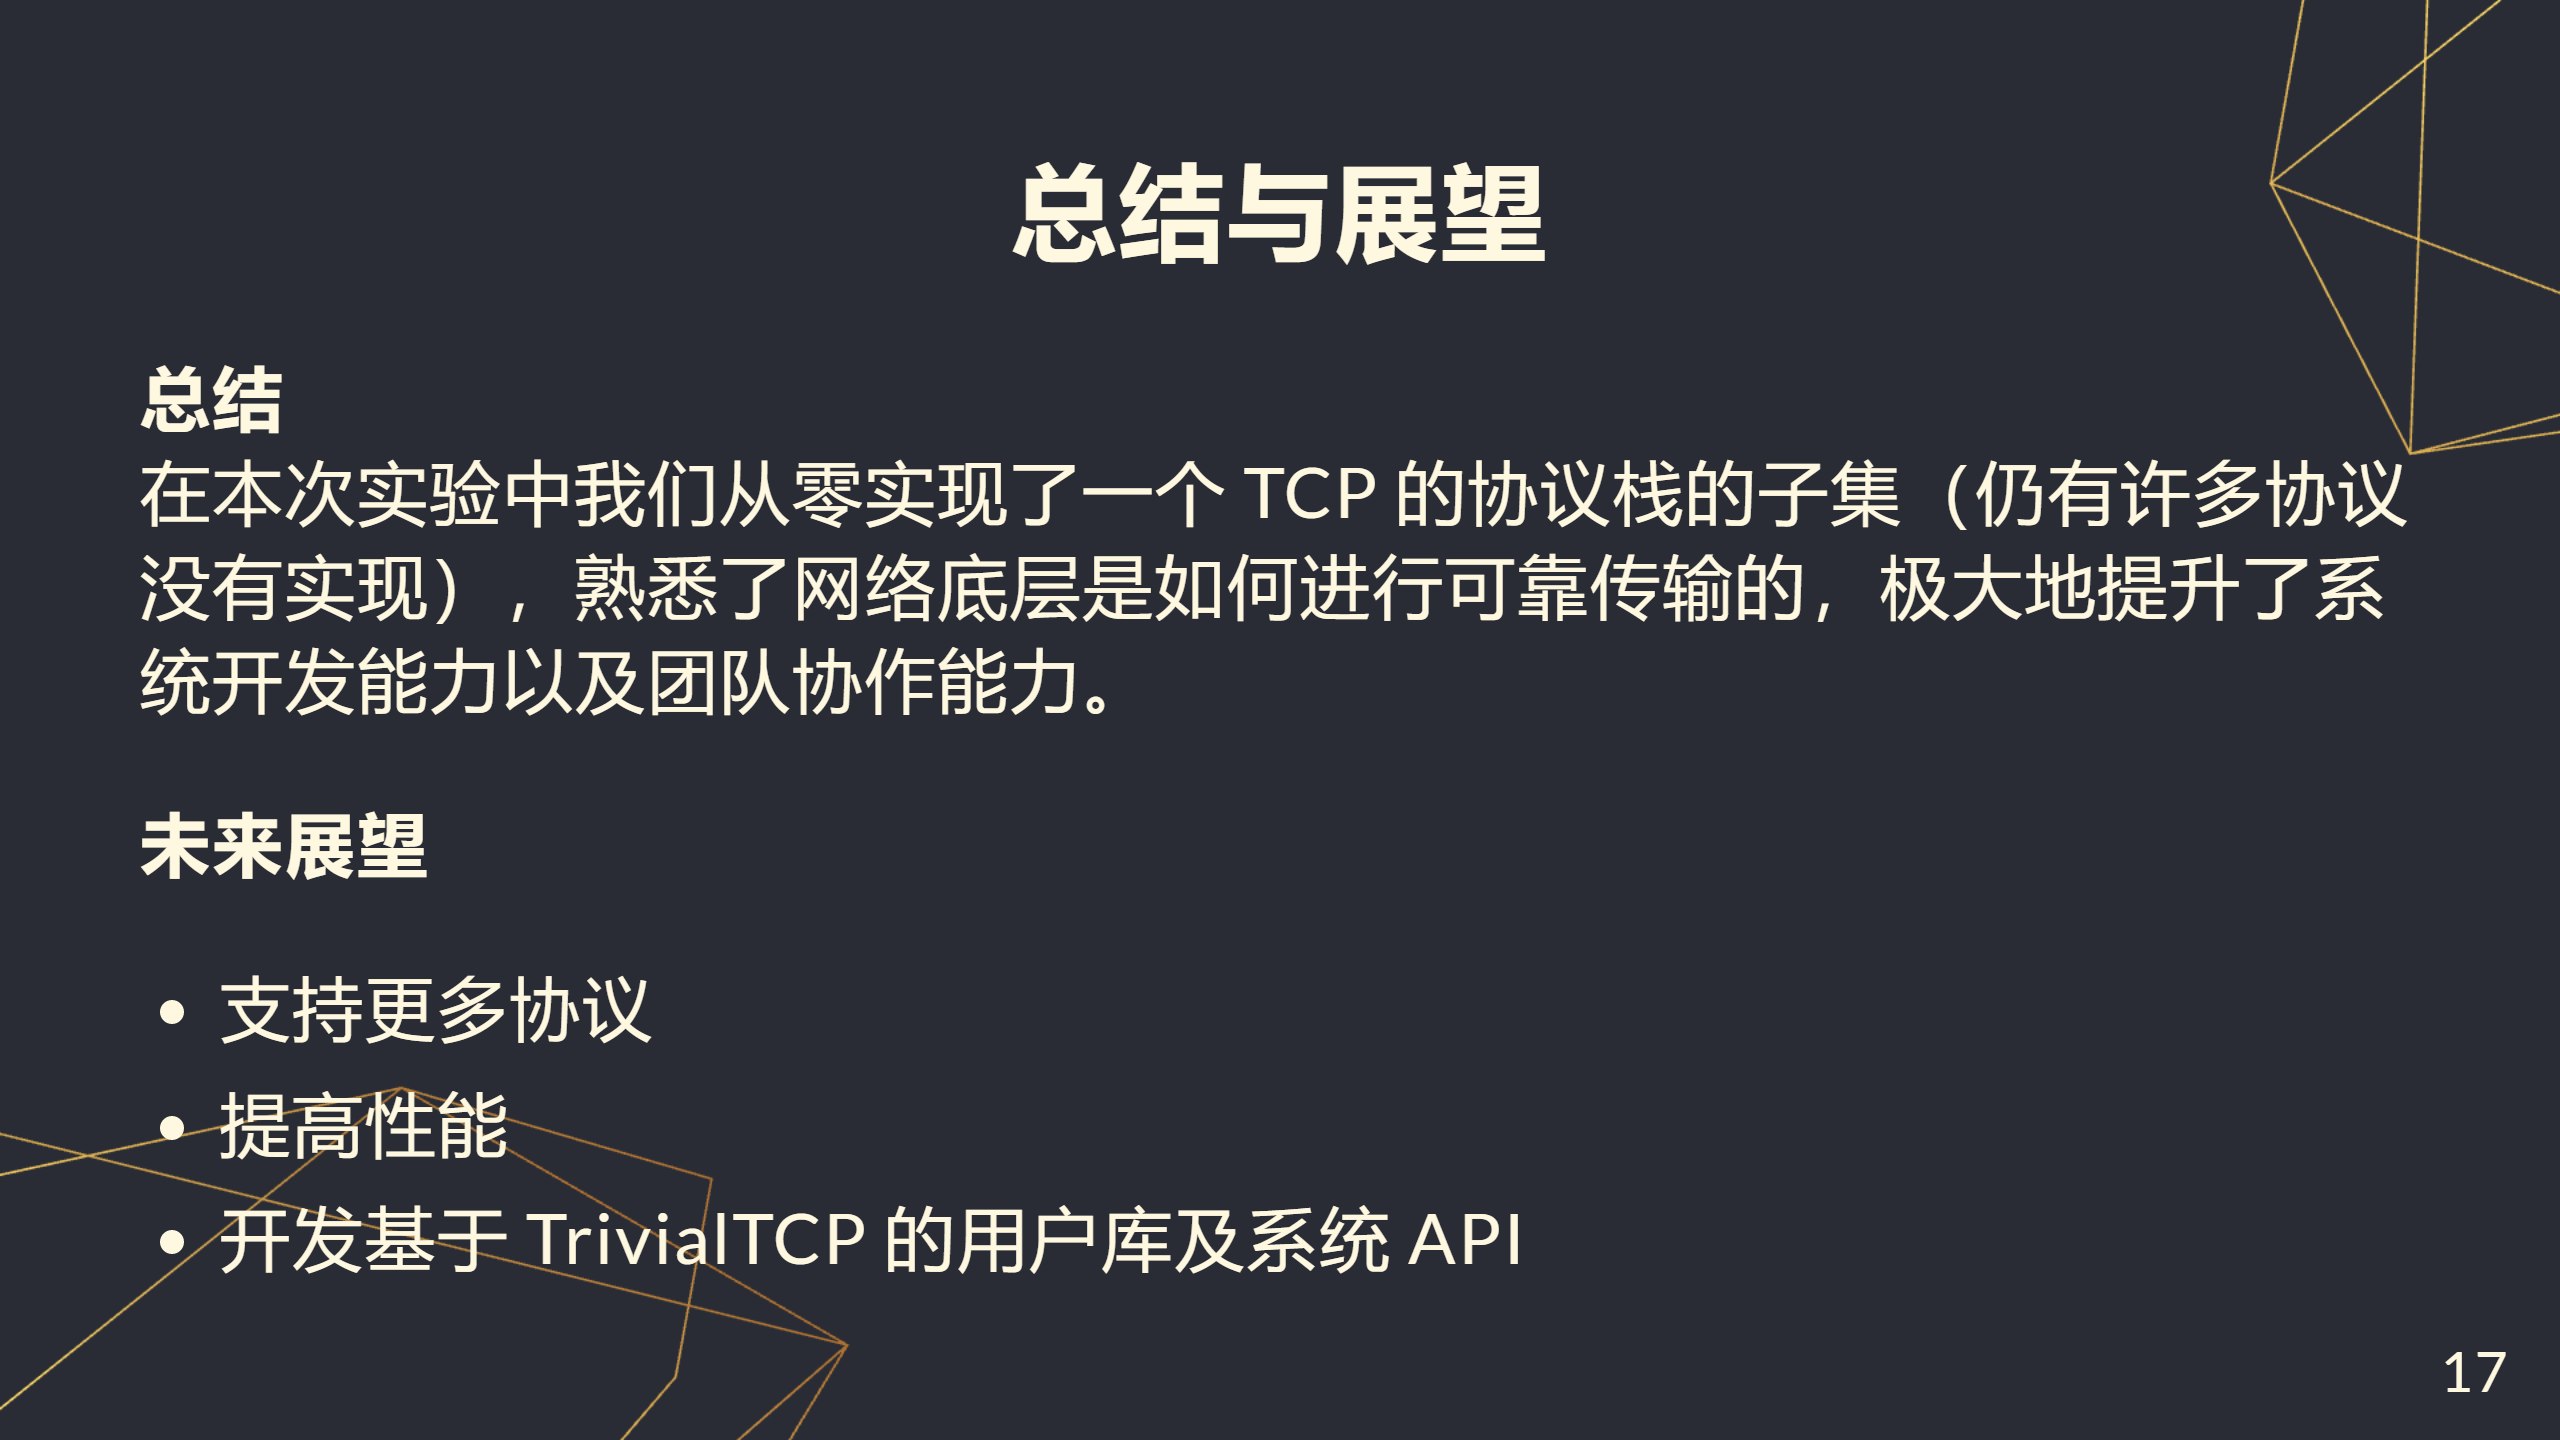 总结与展望
总结
在本次实验中我们从零实现了一个 TCP 的协议栈的子集（仍有许多协议
没有实现），熟悉了网络底层是如何进行可靠传输的，极大地提升了系
统开发能力以及团队协作能力。
未来展望
• 支持更多协议
• 提高性能
• 开发基于 TrivialTCP 的用户库及系统 API
17